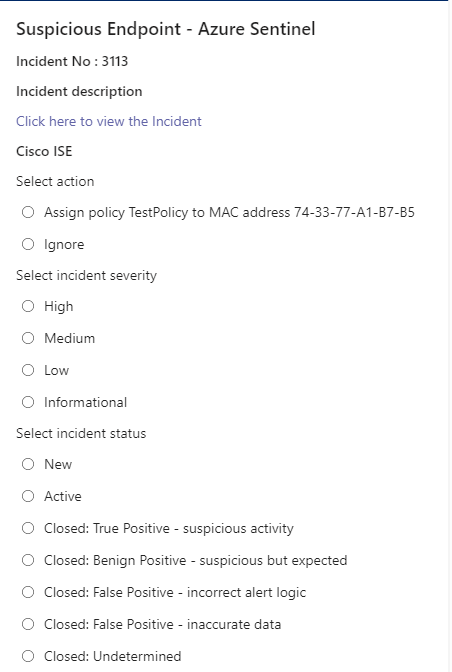 Suspicious Endpoint - Azure Sentinel
Incident No : 3113
Incident description
Click here to view the Incident
Cisco ISE
Select action
Assign policy TestPolicy to MAC address 74-33-77-A1-B7-B5
Ignore
Select incident severity
High
Medium
Low
Informational
Select incident status
New
Active
Closed: True Positive - suspicious activity
Closed: Benign Positive - suspicious but expected
Closed: False Positive - incorrect alert logic
Closed: False Positive - inaccurate data
Closed: Undetermined